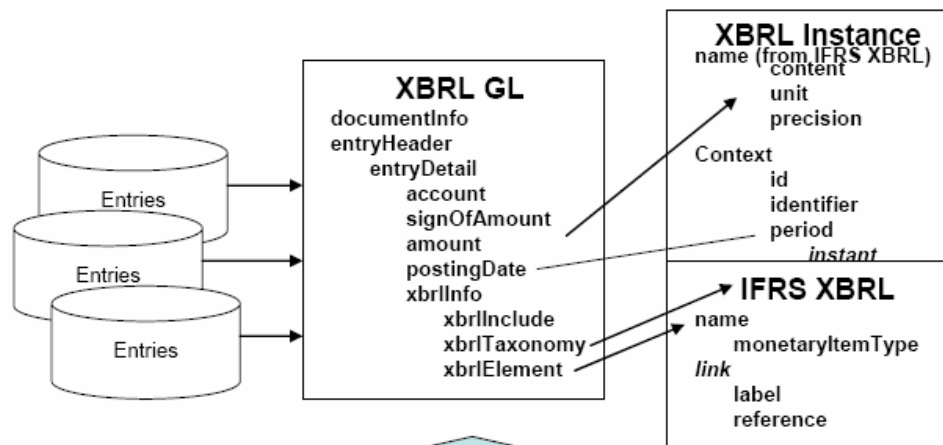 Entries
Entries
Entries
XBRL GL
documentInfo
entryHeader
entryDetail
account
signOfAmount
amount
postingDate
xbrlInfo
xbrlInclude
xbrlTaxonomy
xbrlElement
XBRL Instance
name (from IFRS XBRL)
content
unit
precision
Context
id
identifier
period
instant
IFRS XBRL
name
monetaryItemType
link
label
reference